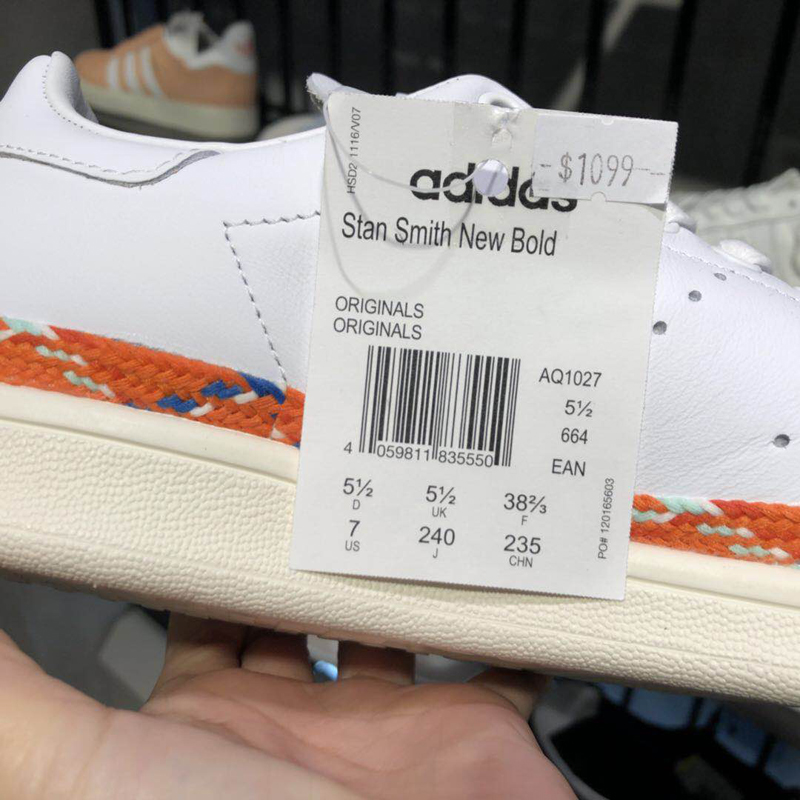 HSD2 1116/V07
-$1099-
adidas
Stan Smith New Bold
ORIGINALS
ORIGINALS
AQ1027
5½
664
EAN
4 059811 835550
5½ 5½ 38⅔
D UK F
7 240 235
US J CHN
PO# 120165603